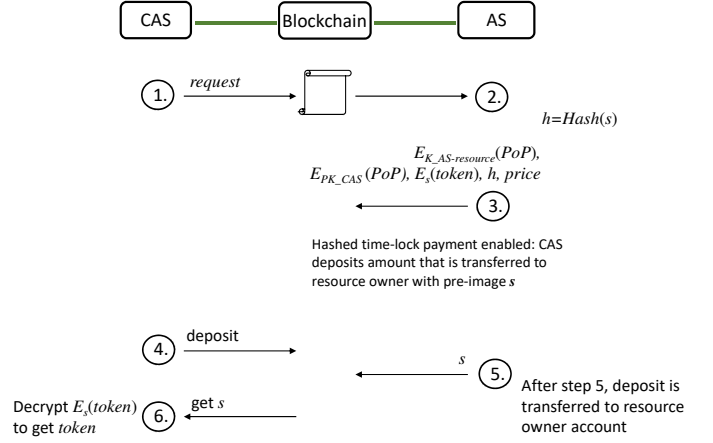 CAS Blockchain AS
1. request 2.
h=Hash(s)
E_K_AS-resource(PoP),
E_PK_CAS (PoP), E_s(token), h, price
3.
Hashed time-lock payment enabled: CAS
deposits amount that is transferred to
resource owner with pre-image s
4. deposit
s
5.
After step 5, deposit is
transferred to resource
owner account
6. get s
Decrypt E_s(token)
to get token